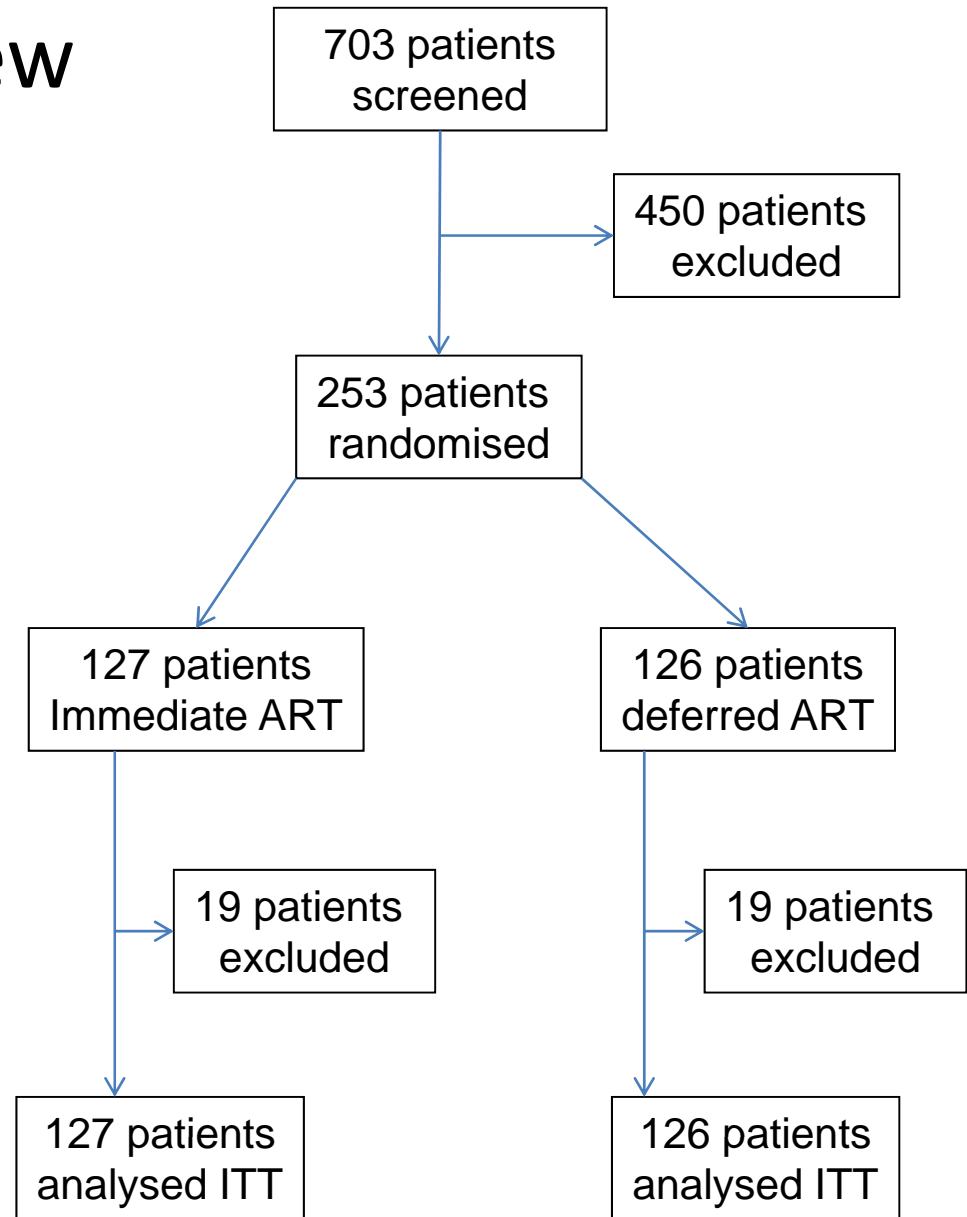 ew
703 patients
screened
450 patients
excluded
253 patients
randomised
127 patients
Immediate ART
126 patients
deferred ART
19 patients
excluded
19 patients
excluded
127 patients
analysed ITT
126 patients
analysed ITT